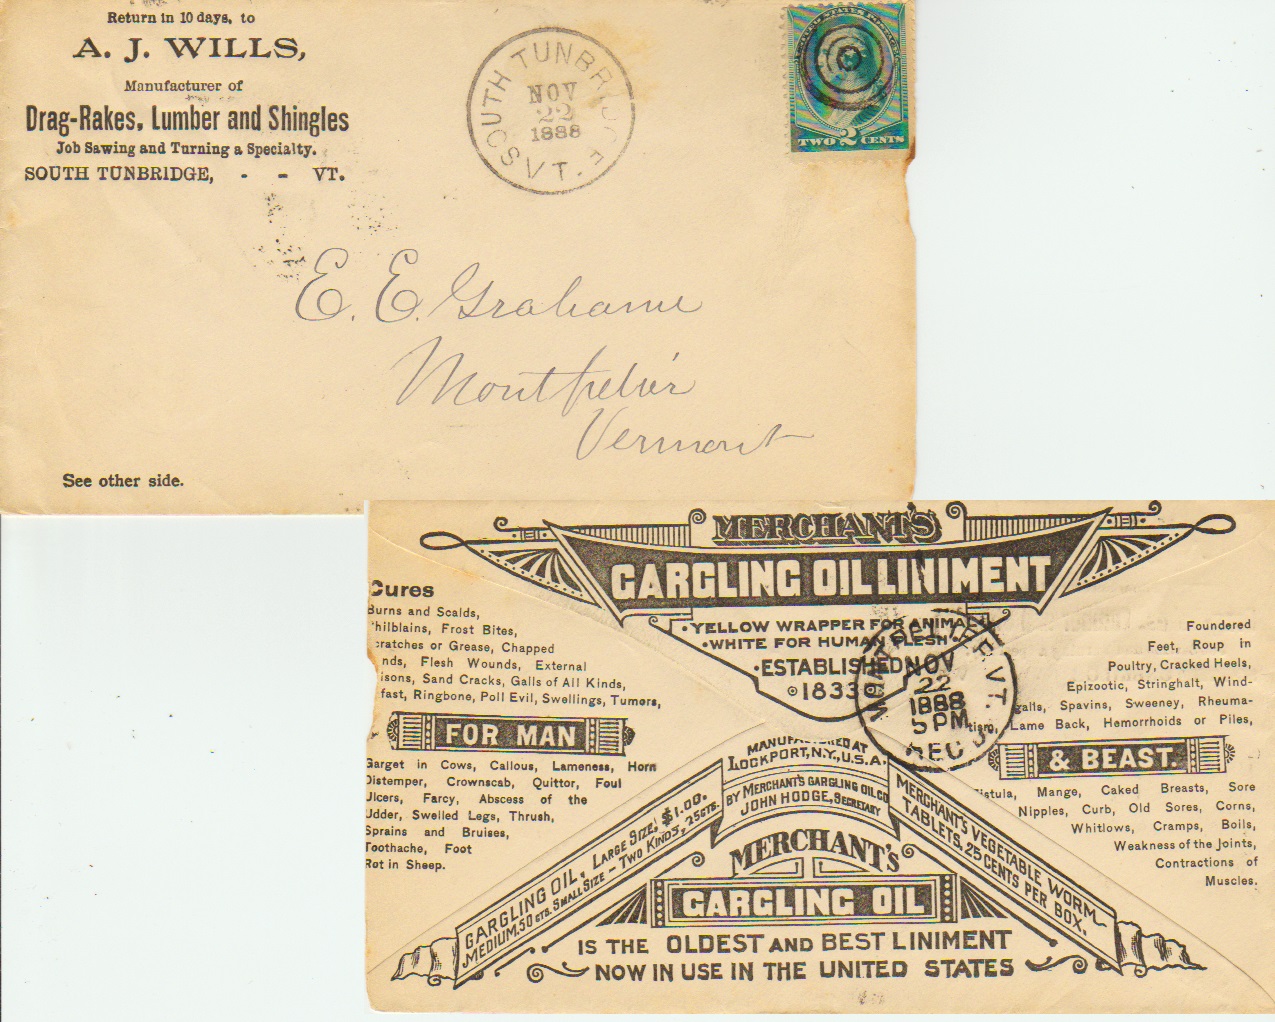 Return in 10 days, to
A. J. WILLS,
Manufacturer of
Drag-Rakes, Lumber and Shingles
Job Sawing and Turning a Specialty.
SOUTH TUNBRIDGE, - - VT.
SOUTH TUNBRIDGE
NOV
22
1888
VT.
TWO 2 CENTS
E. E. Grahame
Montpelier
Vermont
See other side.
MERCHANT'S
GARGLING OIL LINIMENT
·YELLOW WRAPPER FOR ANIMAL
·WHITE FOR HUMAN FLESH·
·ESTABLISHED
1833
MONTPELIER VT.
NOV
22
1888
5 PM
REC'D
Cures
Burns and Scalds,
Chilblains, Frost Bites,
Scratches or Grease, Chapped
nds, Flesh Wounds, External
isons, Sand Cracks, Galls of All Kinds,
fast, Ringbone, Poll Evil, Swellings, Tumors,
FOR MAN
Garget in Cows, Callous, Lameness, Horn
Distemper, Crownscab, Quittor, Foul
Ulcers, Farcy, Abscess of the
Udder, Swelled Legs, Thrush,
Sprains and Bruises,
Toothache, Foot
Rot in Sheep.
Foundered
Feet, Roup in
Poultry, Cracked Heels,
Epizootic, Stringhalt, Wind-
galls, Spavins, Sweeney, Rheuma-
tism, Lame Back, Hemorrhoids or Piles,
& BEAST.
Fistula, Mange, Caked Breasts, Sore
Nipples, Curb, Old Sores, Corns,
Whitlows, Cramps, Boils,
Weakness of the Joints,
Contractions of
Muscles.
MANUFACTURED AT
LOCKPORT, N.Y., U.S.A.
BY MERCHANT'S GARGLING OIL CO
JOHN HODGE, SECRETARY
GARGLING OIL, LARGE SIZE, $1.00.
MEDIUM, 50 CTS. SMALL SIZE - TWO KINDS, 25 CTS.
MERCHANT'S VEGETABLE WORM
TABLETS, 25 CENTS PER BOX.
MERCHANT'S
GARGLING OIL
IS THE OLDEST AND BEST LINIMENT
NOW IN USE IN THE UNITED STATES